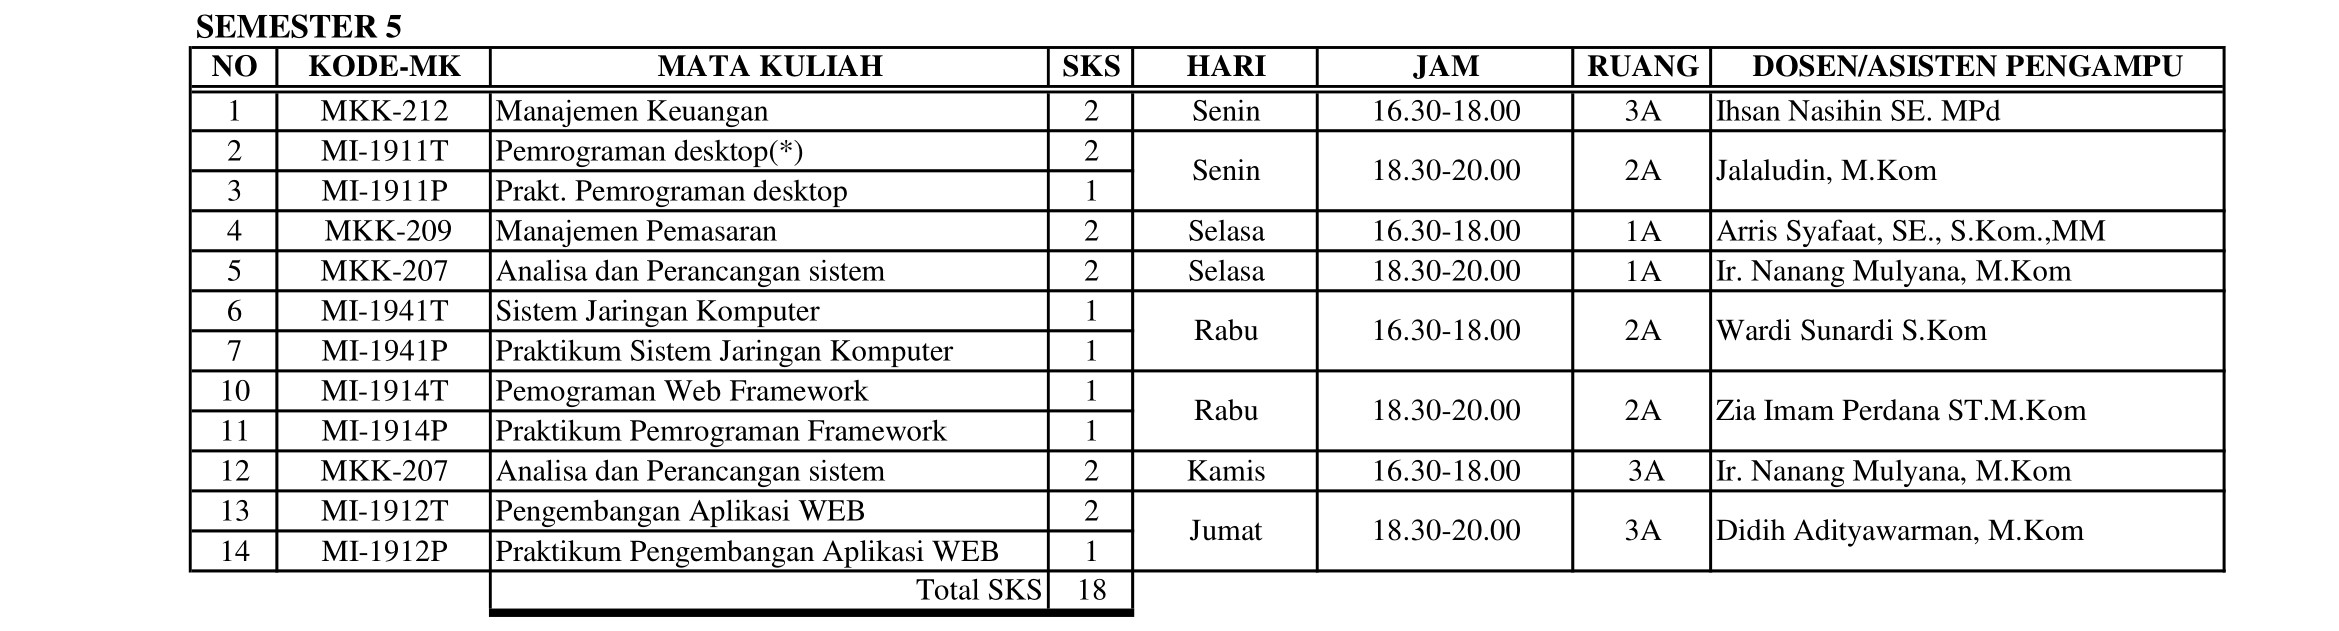 SEMESTER 5
NO KODE-MK MATA KULIAH SKS HARI JAM RUANG DOSEN/ASISTEN PENGAMPU
1 MKK-212 Manajemen Keuangan 2 Senin 16.30-18.00 3A Ihsan Nasihin SE. MPd
2 MI-1911T Pemrograman desktop(*) 2 Senin 18.30-20.00 2A Jalaludin, M.Kom
3 MI-1911P Prakt. Pemrograman desktop 1
4 MKK-209 Manajemen Pemasaran 2 Selasa 16.30-18.00 1A Arris Syafaat, SE., S.Kom.,MM
5 MKK-207 Analisa dan Perancangan sistem 2 Selasa 18.30-20.00 1A Ir. Nanang Mulyana, M.Kom
6 MI-1941T Sistem Jaringan Komputer 1 Rabu 16.30-18.00 2A Wardi Sunardi S.Kom
7 MI-1941P Praktikum Sistem Jaringan Komputer 1
10 MI-1914T Pemograman Web Framework 1 Rabu 18.30-20.00 2A Zia Imam Perdana ST.M.Kom
11 MI-1914P Praktikum Pemrograman Framework 1
12 MKK-207 Analisa dan Perancangan sistem 2 Kamis 16.30-18.00 3A Ir. Nanang Mulyana, M.Kom
13 MI-1912T Pengembangan Aplikasi WEB 2 Jumat 18.30-20.00 3A Didih Adityawarman, M.Kom
14 MI-1912P Praktikum Pengembangan Aplikasi WEB 1
Total SKS 18